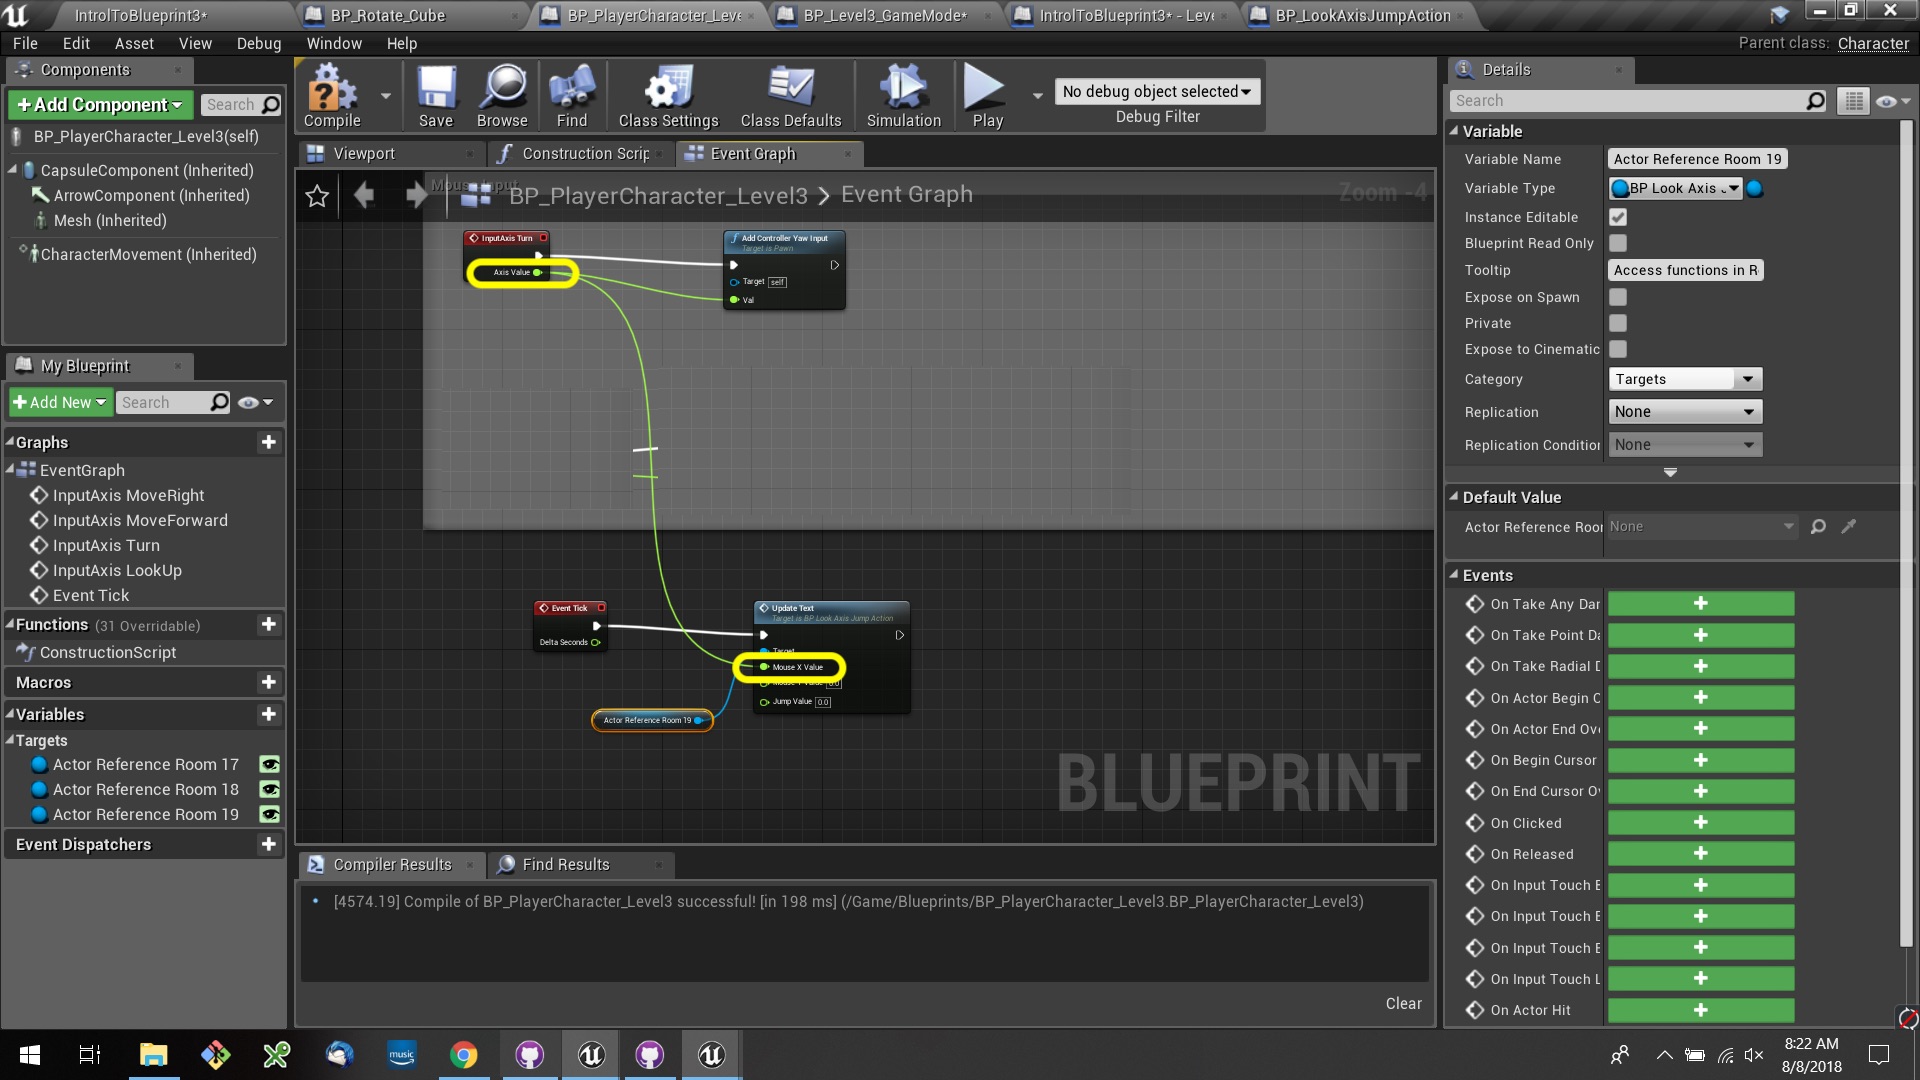 IntrolToBlueprint3*
BP_Rotate_Cube
BP_PlayerCharacter_Leve
BP_Level3_GameMode*
IntrolToBlueprint3* - Leve
BP_LookAxisJumpAction
File Edit Asset View Debug Window Help
Parent class: Character
Components
+Add Component
Search
BP_PlayerCharacter_Level3(self)
CapsuleComponent (Inherited)
ArrowComponent (Inherited)
Mesh (Inherited)
CharacterMovement (Inherited)
My Blueprint
+Add New
Search
Graphs
EventGraph
InputAxis MoveRight
InputAxis MoveForward
InputAxis Turn
InputAxis LookUp
Event Tick
Functions (31 Overridable)
ConstructionScript
Macros
Variables
Targets
Actor Reference Room 17
Actor Reference Room 18
Actor Reference Room 19
Event Dispatchers
Compile
Save
Browse
Find
Class Settings
Class Defaults
Simulation
Play
No debug object selected
Debug Filter
Viewport
Construction Scrip
Event Graph
Mouse Input
BP_PlayerCharacter_Level3 > Event Graph
Zoom -4
InputAxis Turn
Axis Value
Add Controller Yaw Input
Target is Pawn
Target self
Val
Event Tick
Delta Seconds
Update Text
Target is BP Look Axis Jump Action
Target
Mouse X Value
Mouse Y Value 0.0
Jump Value 0.0
Actor Reference Room 19
BLUEPRINT
Compiler Results
Find Results
[4574.19] Compile of BP_PlayerCharacter_Level3 successful! [in 198 ms] (/Game/Blueprints/BP_PlayerCharacter_Level3.BP_PlayerCharacter_Level3)
Clear
Details
Search
Variable
Variable Name Actor Reference Room 19
Variable Type BP Look Axis J
Instance Editable
Blueprint Read Only
Tooltip Access functions in R
Expose on Spawn
Private
Expose to Cinematic
Category Targets
Replication None
Replication Condition None
Default Value
Actor Reference Roor None
Events
On Take Any Dar
On Take Point Da
On Take Radial D
On Actor Begin C
On Actor End Ove
On Begin Cursor
On End Cursor Ov
On Clicked
On Released
On Input Touch E
On Input Touch E
On Input Touch E
On Input Touch L
On Actor Hit
music
8:22 AM
8/8/2018